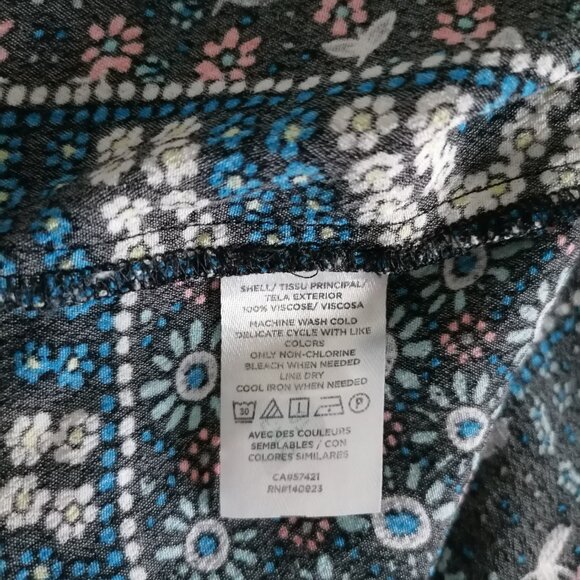 SHELL/ TISSU PRINCIPAL/
TELA EXTERIOR
100% VISCOSE/ VISCOSA
MACHINE WASH COLD
DELICATE CYCLE WITH LIKE
COLORS
ONLY NON-CHLORINE
BLEACH WHEN NEEDED
LINE DRY
COOL IRON WHEN NEEDED
30 P
AVEC DES COULEURS
SEMBLABLES / CON
COLORES SIMILARES
CA#57421
RN#140923